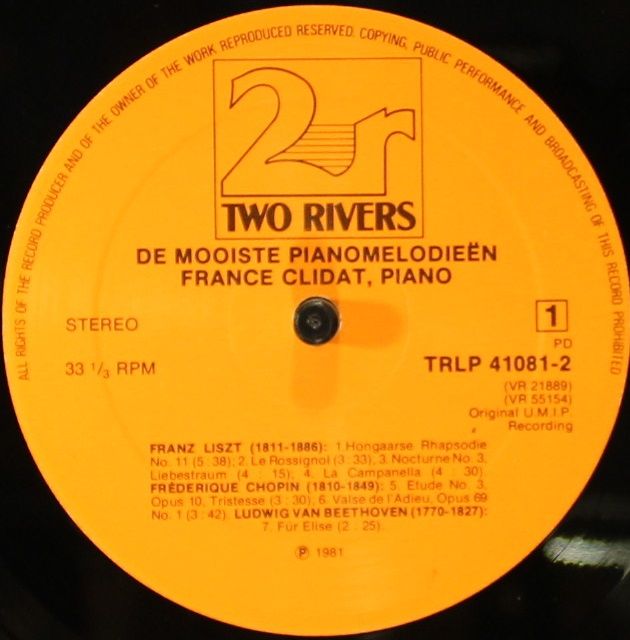 ALL RIGHTS OF THE RECORD PRODUCER AND OF THE OWNER OF THE WORK REPRODUCED RESERVED. COPYING, PUBLIC PERFORMANCE AND BROADCASTING OF THIS RECORD PROHIBITED
2r
TWO RIVERS
DE MOOISTE PIANOMELODIEËN
FRANCE CLIDAT, PIANO
STEREO
33 1/3 RPM
1
PD
TRLP 41081-2
(VR 21889)
(VR 55154)
Original U.M.I.P.
Recording
FRANZ LISZT (1811-1886): 1 Hongaarse Rhapsodie
No. 11 (5 : 38); 2. Le Rossignol (3 : 33), 3. Nocturne No. 3,
Liebestraum (4 : 15); 4. La Campanella (4 : 30).
FRÉDERIQUE CHOPIN (1810-1849): 5. Etude No. 3,
Opus 10, Tristesse (3 : 30); 6. Valse de l'Adieu, Opus 69
No. 1 (3 : 42). LUDWIG VAN BEETHOVEN (1770-1827):
7. Für Elise (2 : 25).
℗ 1981